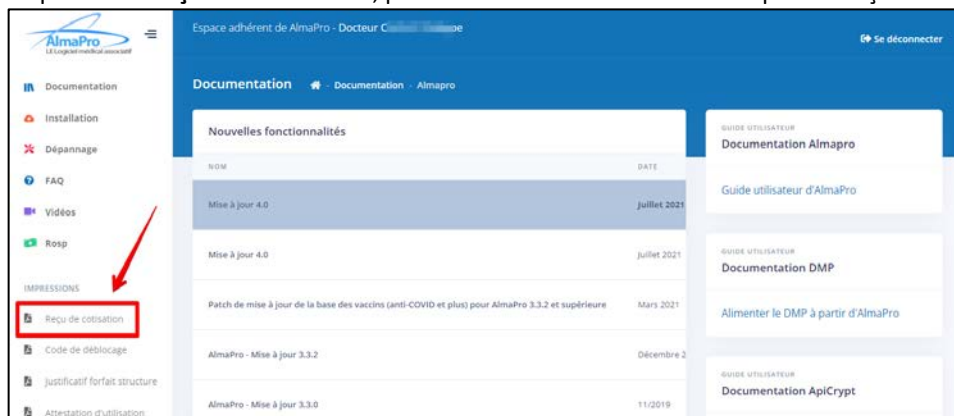 AlmaPro
LE Logiciel médical associatif
Espace adhérent de AlmaPro - Docteur C
Se déconnecter
Documentation
Installation
Dépannage
FAQ
Vidéos
Rosp
IMPRESSIONS
Reçu de cotisation
Code de déblocage
Justificatif forfait structure
Attestation d'utilisation
Documentation - Documentation - Almapro
Nouvelles fonctionnalités
NOM DATE
Mise à jour 4.0 Juillet 2021
Mise à jour 4.0 Juillet 2021
Patch de mise à jour de la base des vaccins (anti-COVID et plus) pour AlmaPro 3.3.2 et supérieure Mars 2021
AlmaPro - Mise à jour 3.3.2 Décembre 2
AlmaPro - Mise à jour 3.3.0 11/2019
GUIDE UTILISATEUR
Documentation Almapro
Guide utilisateur d'AlmaPro
GUIDE UTILISATEUR
Documentation DMP
Alimenter le DMP à partir d'AlmaPro
GUIDE UTILISATEUR
Documentation ApiCrypt